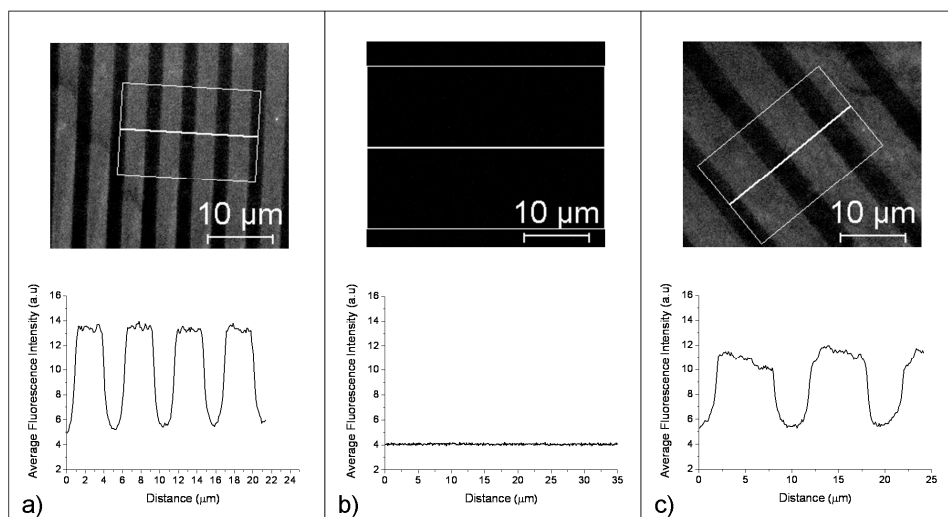 10 µm
16
14
12
10
8
6
4
2
Average Fluorescence Intensity (a.u)
0 2 4 6 8 10 12 14 16 18 20 22 24
Distance (µm)
a)
10 µm
16
14
12
10
8
6
4
2
Average Fluorescence Intensity (a.u)
0 5 10 15 20 25 30 35
Distance (µm)
b)
10 µm
16
14
12
10
8
6
4
2
Average Fluorescence Intensity (a.u)
0 5 10 15 20 25
Distance (µm)
c)